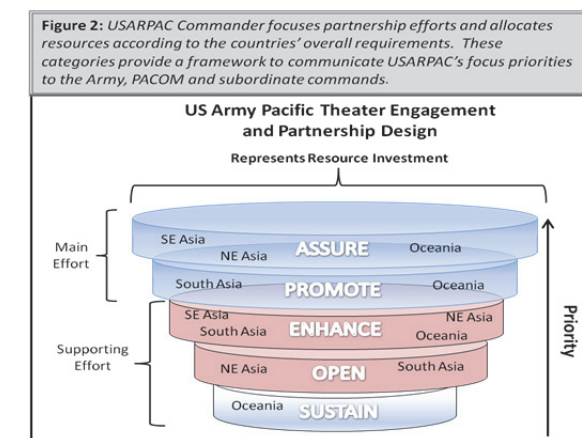 Figure 2: USARPAC Commander focuses partnership efforts and allocates
resources according to the countries' overall requirements. These
categories provide a framework to communicate USARPAC's focus priorities
to the Army, PACOM and subordinate commands.
US Army Pacific Theater Engagement
and Partnership Design
Represents Resource Investment
Main
Effort
SE Asia
NE Asia
ASSURE
Oceania
South Asia
PROMOTE
Oceania
Supporting
Effort
SE Asia
South Asia
ENHANCE
NE Asia
Oceania
NE Asia
OPEN
South Asia
Oceania
SUSTAIN
Priority